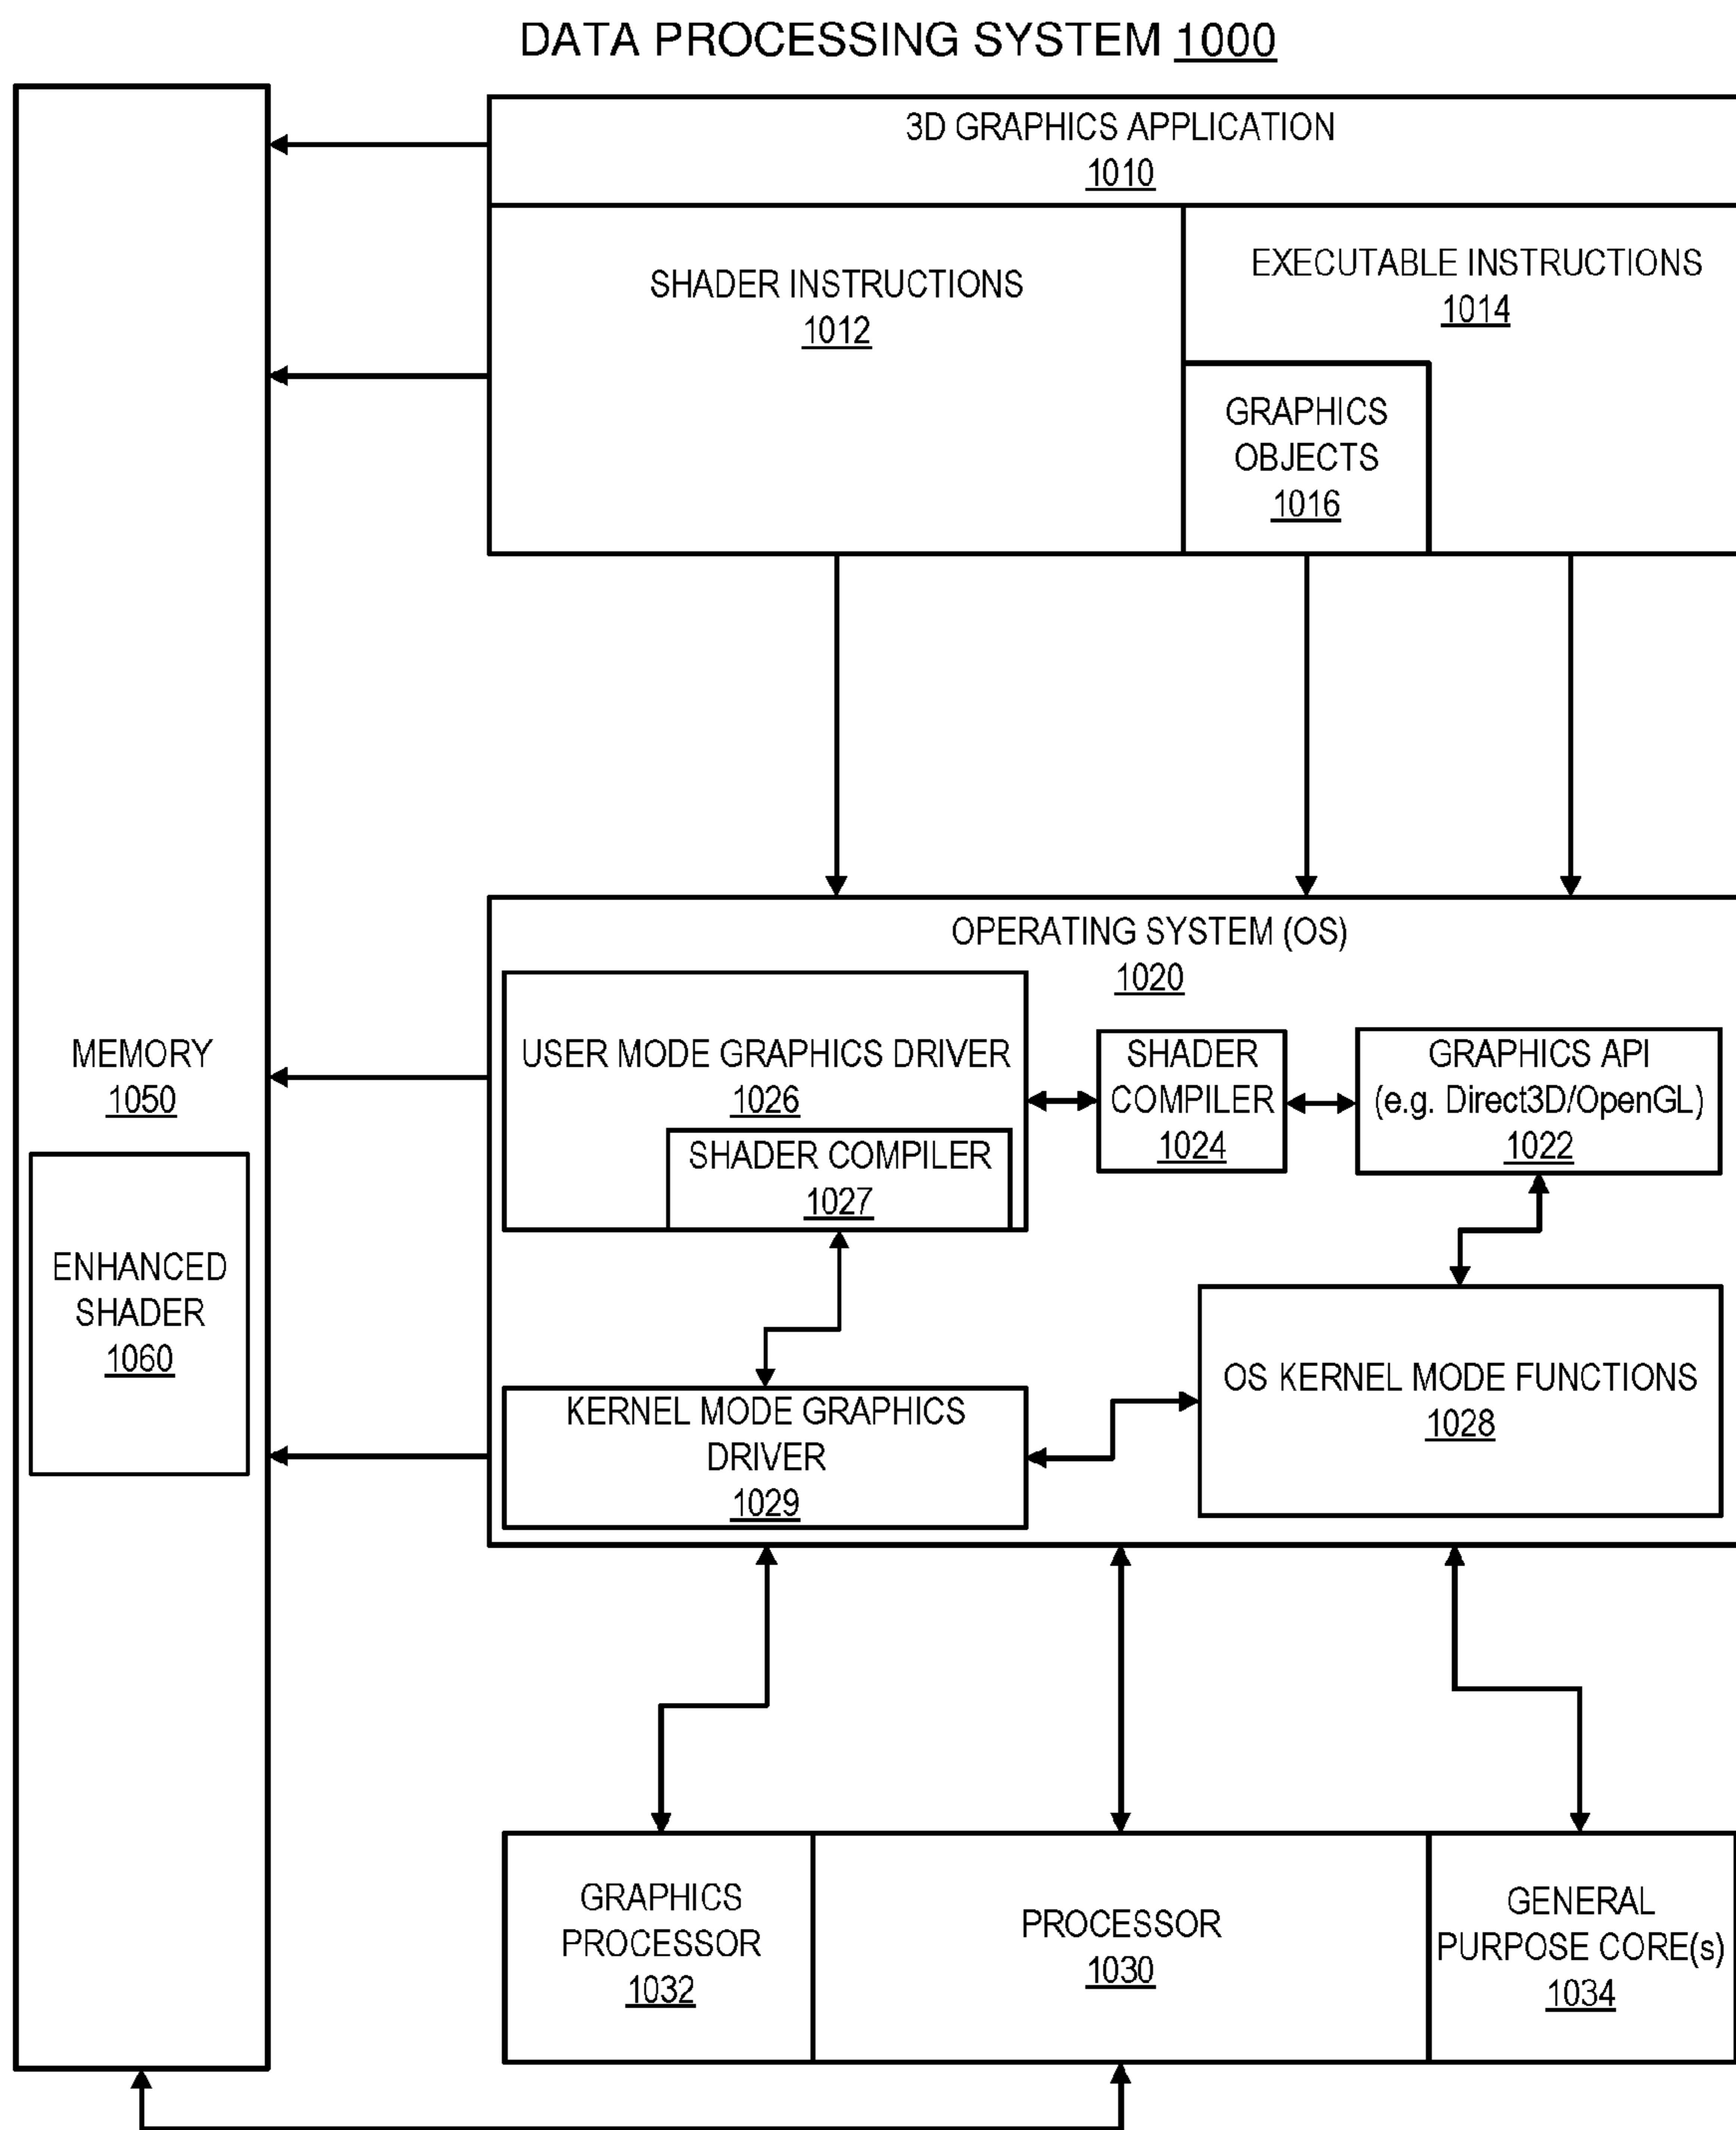 DATA PROCESSING SYSTEM 1000
3D GRAPHICS APPLICATION
1010
SHADER INSTRUCTIONS
1012
EXECUTABLE INSTRUCTIONS
1014
GRAPHICS
OBJECTS
1016
OPERATING SYSTEM (OS)
1020
USER MODE GRAPHICS DRIVER
1026
SHADER COMPILER
1027
SHADER
COMPILER
1024
GRAPHICS API
(e.g. Direct3D/OpenGL)
1022
MEMORY
1050
ENHANCED
SHADER
1060
KERNEL MODE GRAPHICS
DRIVER
1029
OS KERNEL MODE FUNCTIONS
1028
GRAPHICS
PROCESSOR
1032
PROCESSOR
1030
GENERAL
PURPOSE CORE(s)
1034